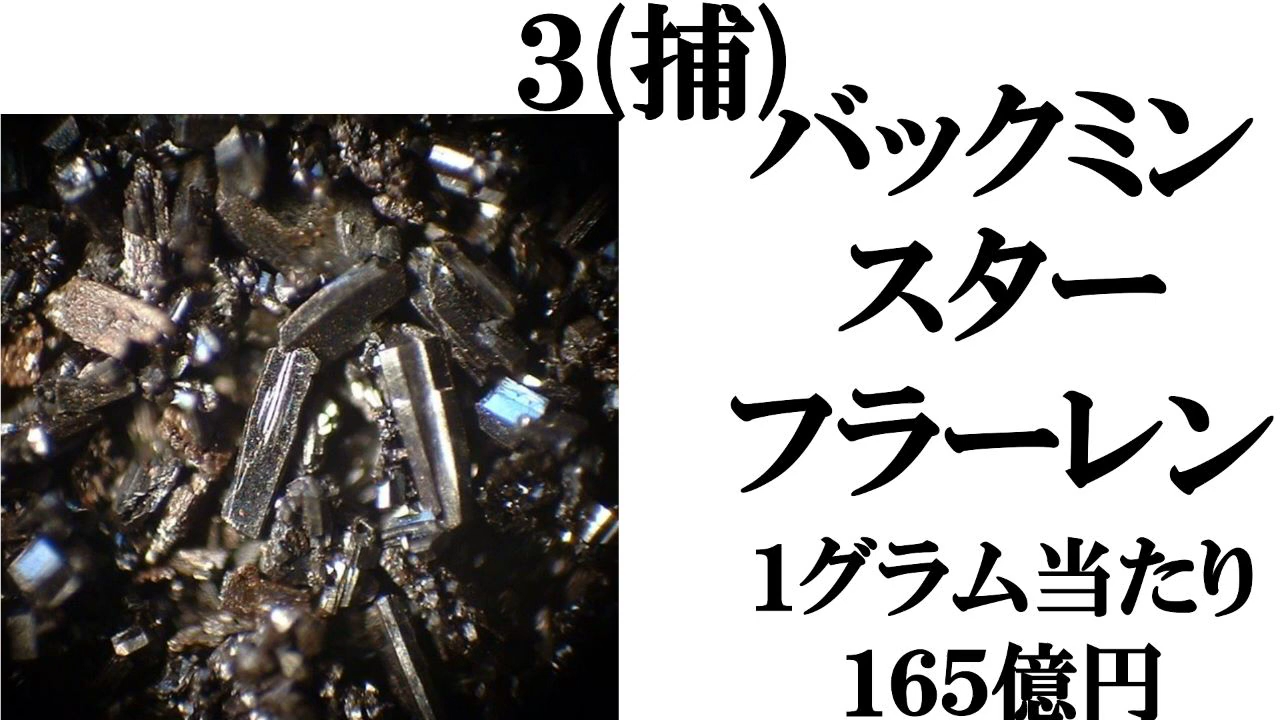 3(捕)
バックミン
スター
フラーレン
1グラム当たり
165億円